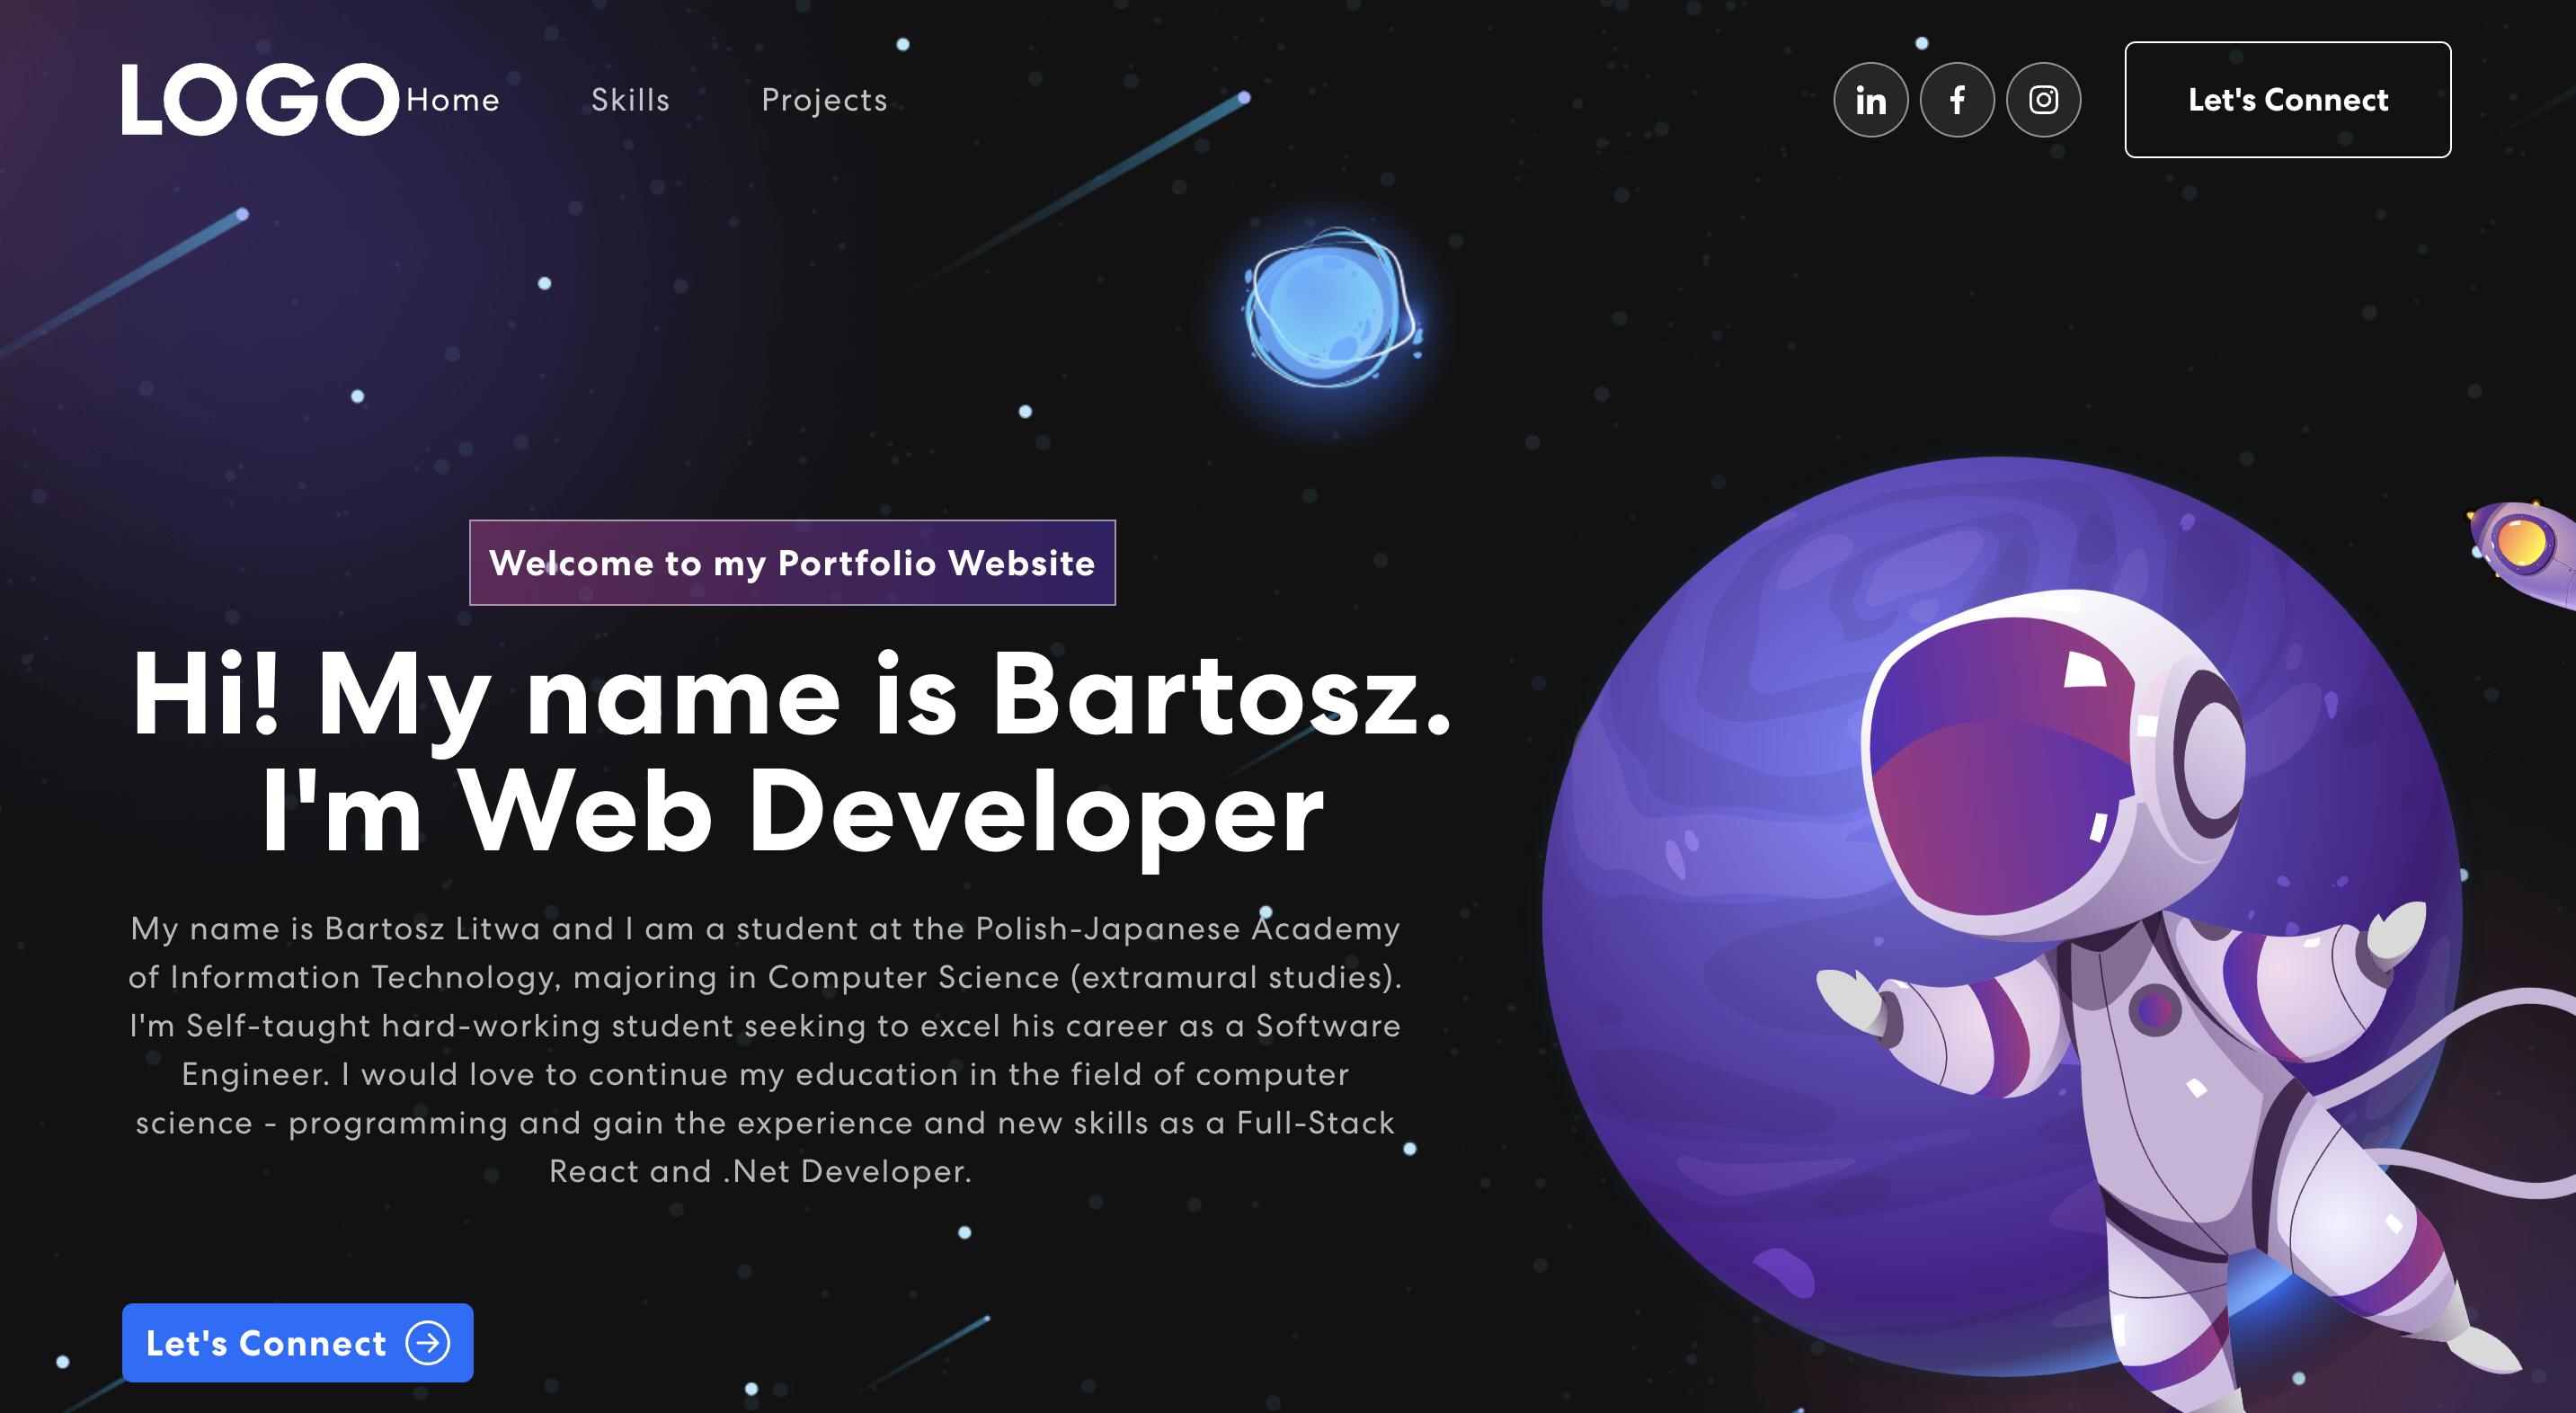 LOGO Home Skills Projects in f Let's Connect
Welcome to my Portfolio Website
Hi! My name is Bartosz.
I'm Web Developer
My name is Bartosz Litwa and I am a student at the Polish-Japanese Academy
of Information Technology, majoring in Computer Science (extramural studies).
I'm Self-taught hard-working student seeking to excel his career as a Software
Engineer. I would love to continue my education in the field of computer
science - programming and gain the experience and new skills as a Full-Stack
React and .Net Developer.
Let's Connect